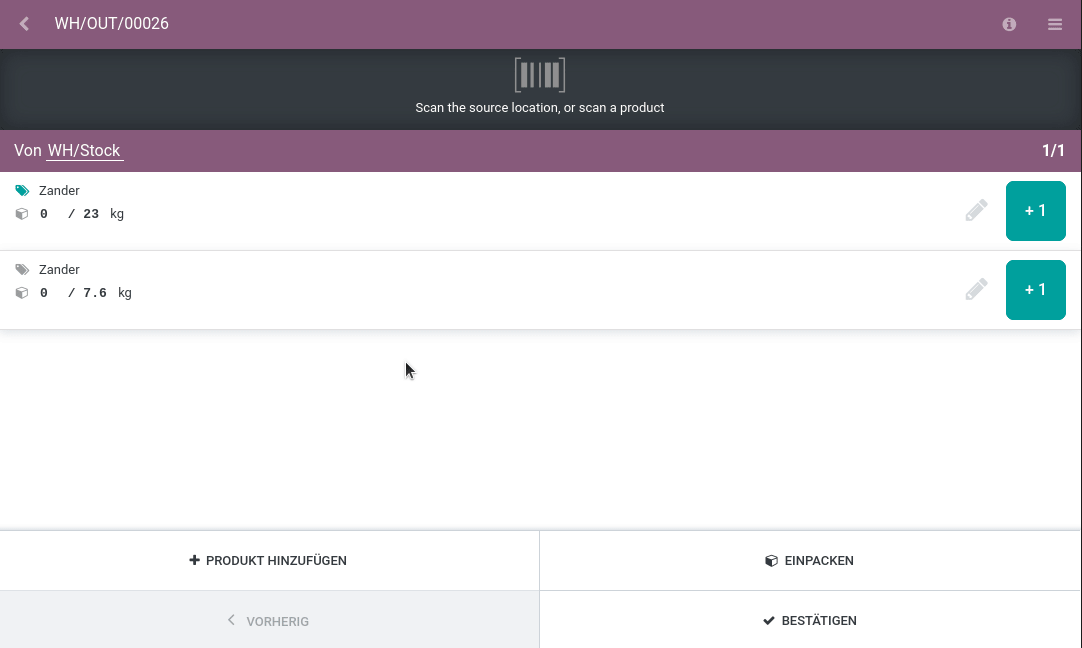 WH/OUT/00026
Scan the source location, or scan a product
Von WH/Stock 1/1
Zander
0 / 23 kg
+ 1
Zander
0 / 7.6 kg
+ 1
PRODUKT HINZUFÜGEN
EINPACKEN
VORHERIG
BESTÄTIGEN